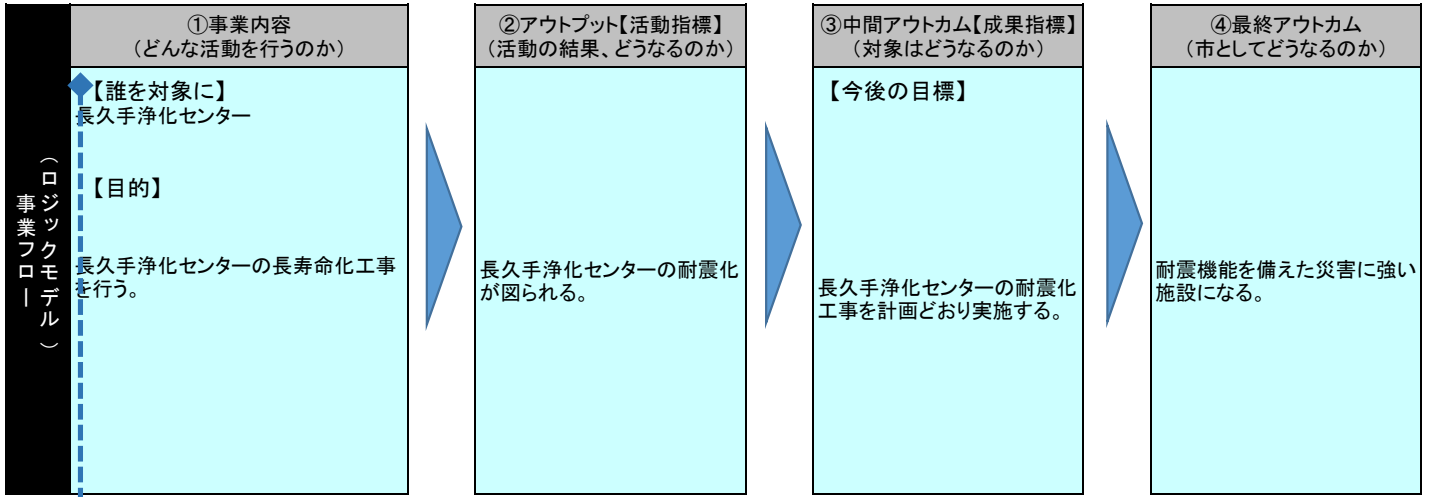 事業フロー
（ロジックモデル）
①事業内容
（どんな活動を行うのか）
【誰を対象に】
長久手浄化センター
【目的】
長久手浄化センターの長寿命化工事
を行う。
②アウトプット【活動指標】
（活動の結果、どうなるのか）
長久手浄化センターの耐震化
が図られる。
③中間アウトカム【成果指標】
（対象はどうなるのか）
【今後の目標】
長久手浄化センターの耐震化
工事を計画どおり実施する。
④最終アウトカム
（市としてどうなるのか）
耐震機能を備えた災害に強い
施設になる。